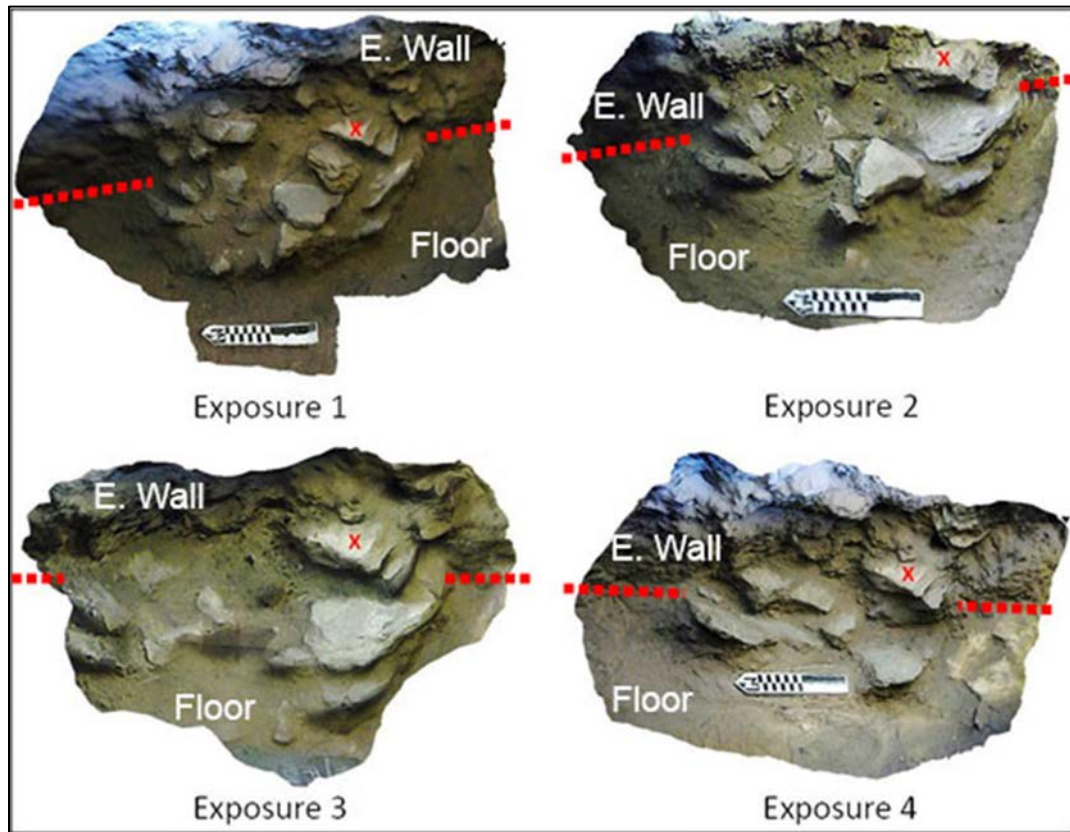 E. Wall
x
Floor
Exposure 1
x
E. Wall
Floor
Exposure 2
E. Wall
x
Floor
Exposure 3
E. Wall
x
Floor
Exposure 4